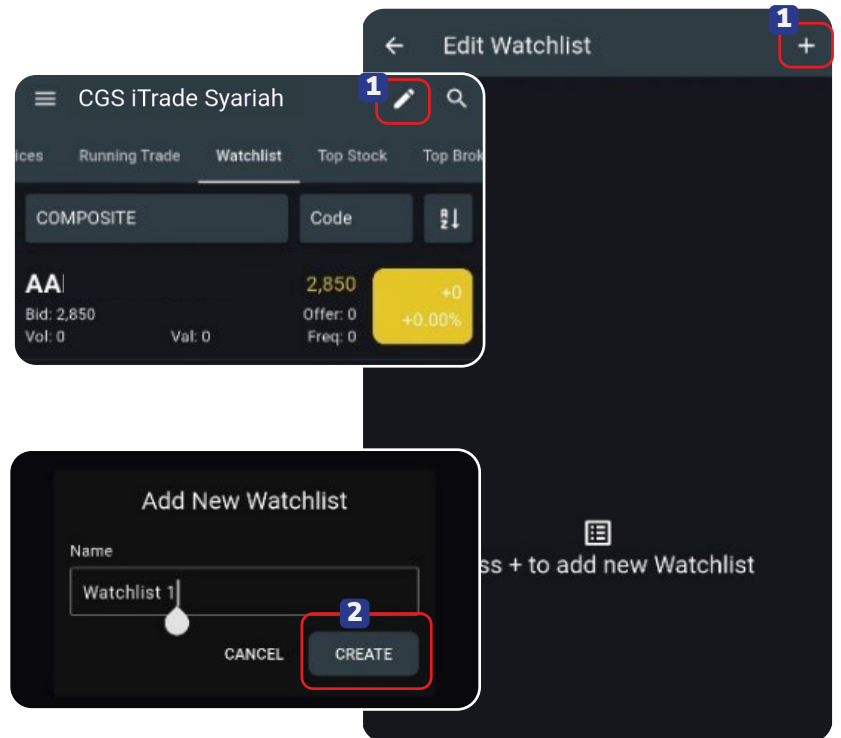 1
Edit Watchlist
1
CGS iTrade Syariah
ices Running Trade Watchlist Top Stock Top Brok
COMPOSITE Code
AA
2,850
+0
Bid: 2,850 Offer: 0 +0.00%
Vol: 0 Val: 0 Freq: 0
Add New Watchlist
Name
Watchlist 1
2
CANCEL CREATE
ss + to add new Watchlist